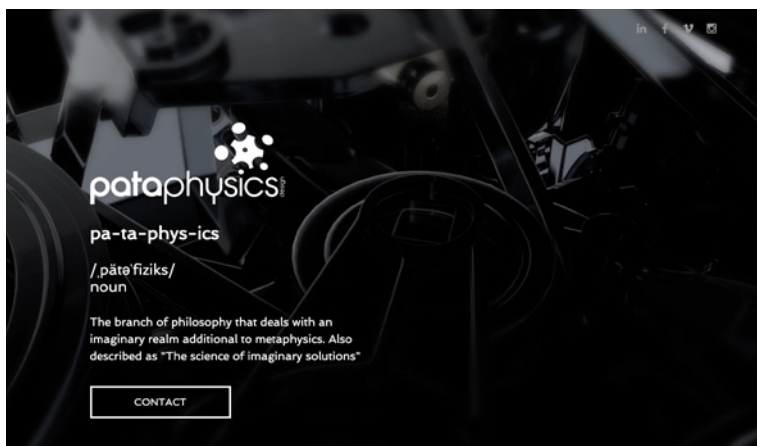 pataphysics
design
pa-ta-phys-ics
/ˌpätəˈfiziks/
noun
The branch of philosophy that deals with an
imaginary realm additional to metaphysics. Also
described as "The science of imaginary solutions"
CONTACT